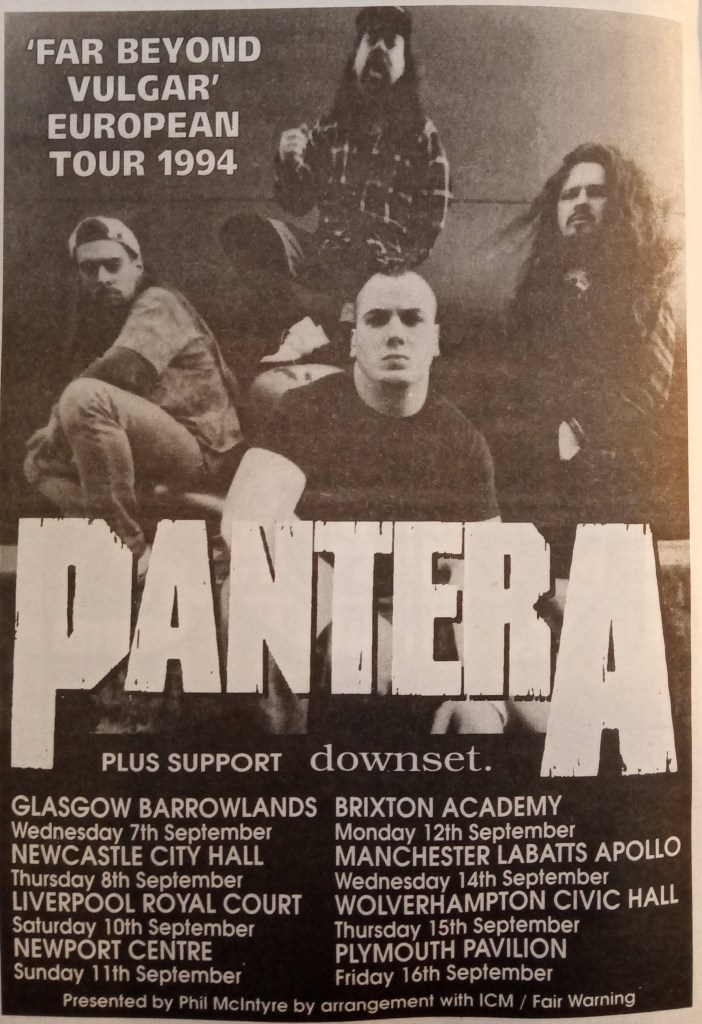 'FAR BEYOND
VULGAR'
EUROPEAN
TOUR 1994
PANTERA
PLUS SUPPORT downset.
GLASGOW BARROWLANDS
Wednesday 7th September
NEWCASTLE CITY HALL
Thursday 8th September
LIVERPOOL ROYAL COURT
Saturday 10th September
NEWPORT CENTRE
Sunday 11th September
BRIXTON ACADEMY
Monday 12th September
MANCHESTER LABATTS APOLLO
Wednesday 14th September
WOLVERHAMPTON CIVIC HALL
Thursday 15th September
PLYMOUTH PAVILION
Friday 16th September
Presented by Phil McIntyre by arrangement with ICM / Fair Warning